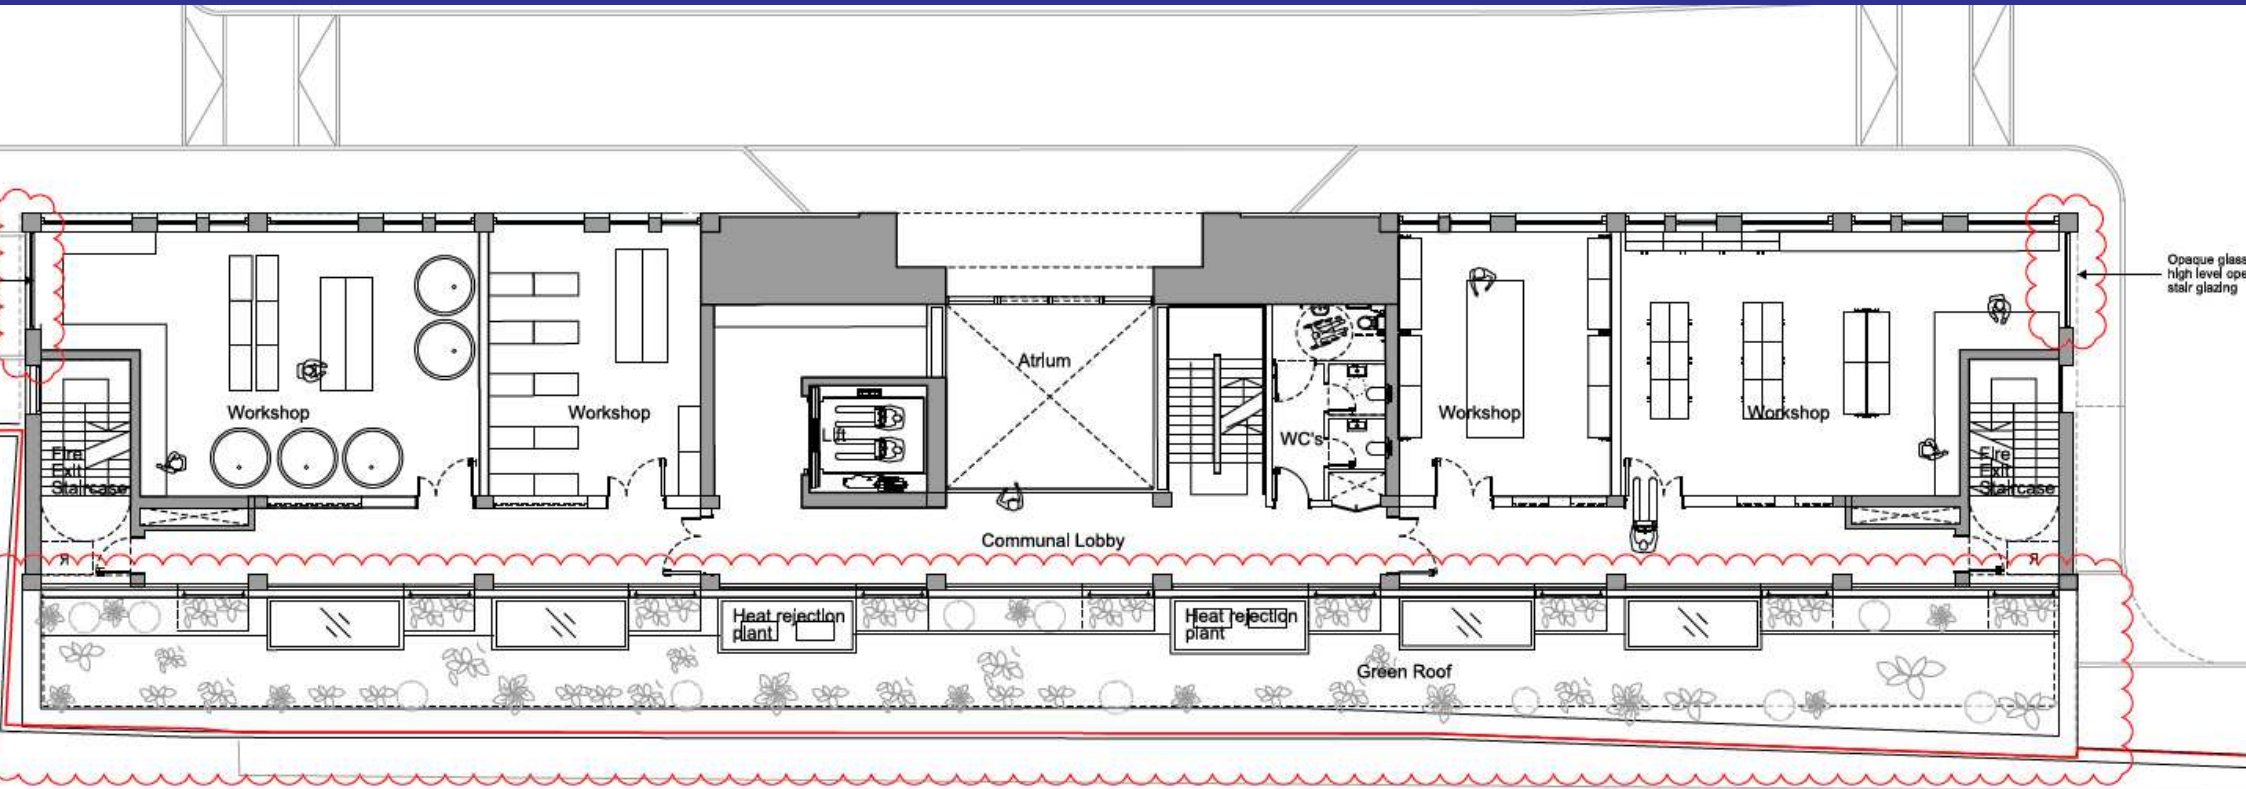 Opaque glass
high level ope
stair glazing
Atrium
Workshop
Workshop
Lift
WC's
Workshop
Workshop
Fire
Exit
Staircase
Fire
Exit
Staircase
Communal Lobby
R
R
Heat rejection
plant
Heat rejection
plant
Green Roof